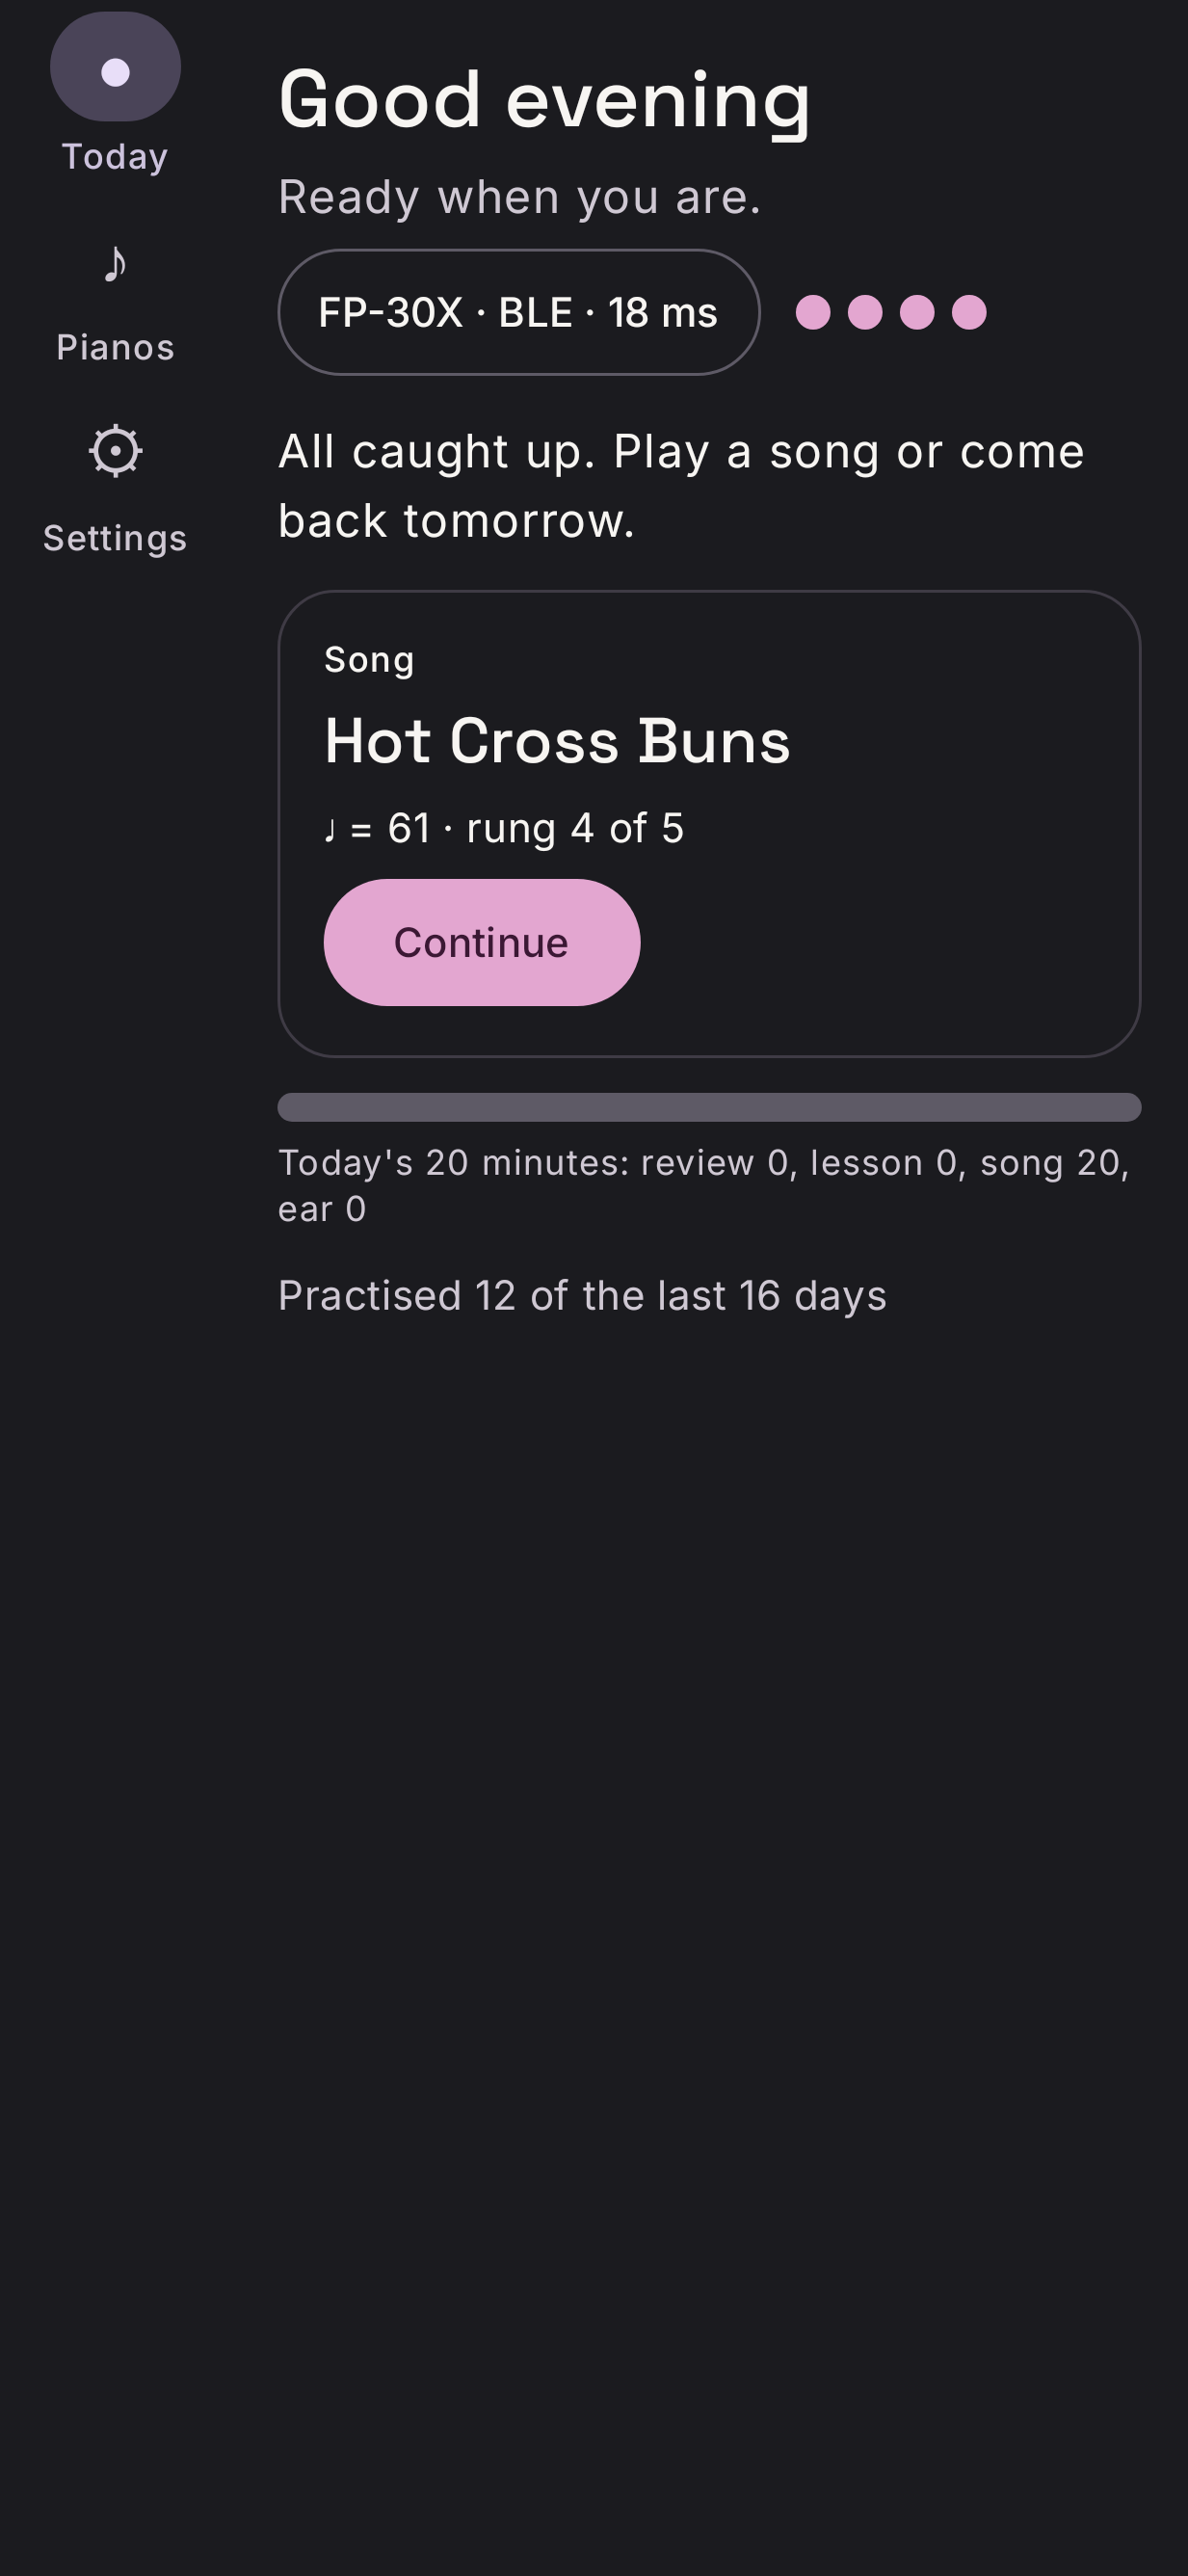 Today
♪
Pianos
⚙
Settings
Good evening
Ready when you are.
FP-30X · BLE · 18 ms
All caught up. Play a song or come
back tomorrow.
Song
Hot Cross Buns
♩ = 61 · rung 4 of 5
Continue
Today's 20 minutes: review 0, lesson 0, song 20,
ear 0
Practised 12 of the last 16 days